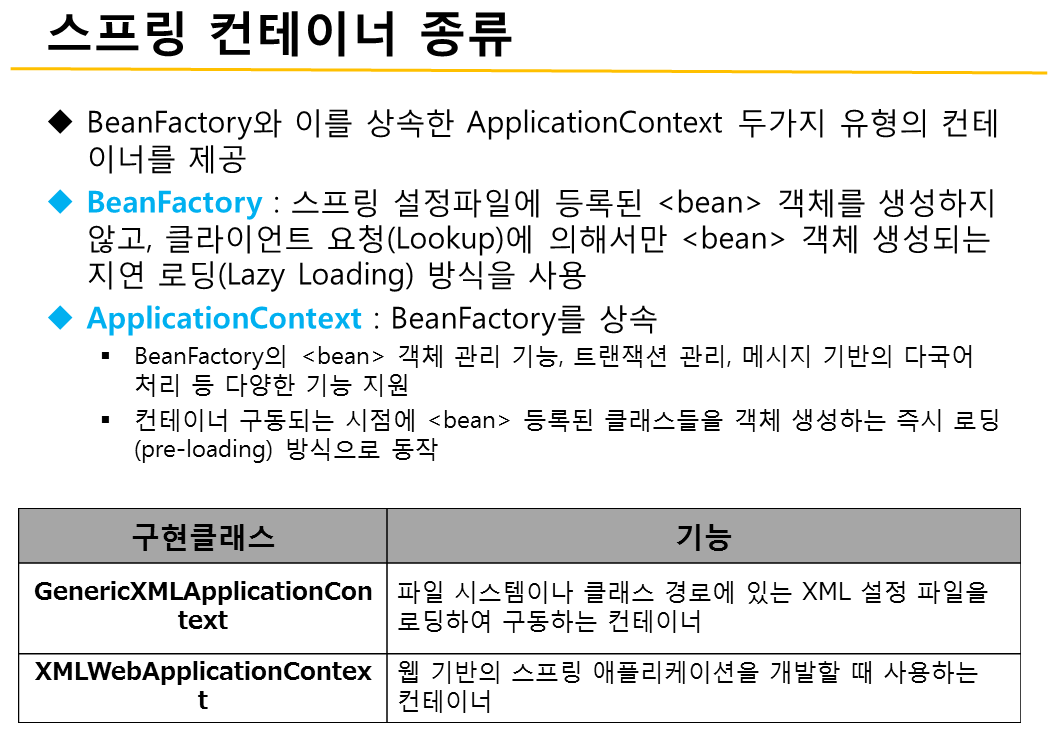 스프링 컨테이너 종류
◆ BeanFactory와 이를 상속한 ApplicationContext 두가지 유형의 컨테
이너를 제공
◆ BeanFactory : 스프링 설정파일에 등록된 <bean> 객체를 생성하지
않고, 클라이언트 요청(Lookup)에 의해서만 <bean> 객체 생성되는
지연 로딩(Lazy Loading) 방식을 사용
◆ ApplicationContext : BeanFactory를 상속
▪ BeanFactory의 <bean> 객체 관리 기능, 트랜잭션 관리, 메시지 기반의 다국어
처리 등 다양한 기능 지원
▪ 컨테이너 구동되는 시점에 <bean> 등록된 클래스들을 객체 생성하는 즉시 로딩
(pre-loading) 방식으로 동작
구현클래스
기능
GenericXMLApplicationCon
text
파일 시스템이나 클래스 경로에 있는 XML 설정 파일을
로딩하여 구동하는 컨테이너
XMLWebApplicationContex
t
웹 기반의 스프링 애플리케이션을 개발할 때 사용하는
컨테이너